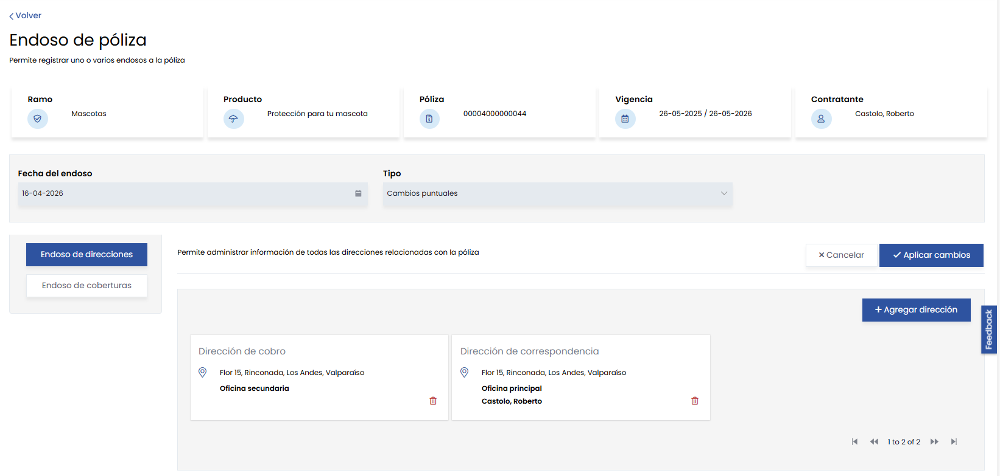 Volver
Endoso de póliza
Permite registrar uno o varios endosos a la póliza
Ramo
Mascotas
Producto
Protección para tu mascota
Póliza
00004000000044
Vigencia
26-05-2025 / 26-05-2026
Contratante
Castolo, Roberto
Fecha del endoso
16-04-2026
Tipo
Cambios puntuales
Endoso de direcciones
Endoso de coberturas
Permite administrar información de todas las direcciones relacionadas con la póliza
Cancelar
Aplicar cambios
Agregar dirección
Feedback
Dirección de cobro
Flor 15, Rinconada, Los Andes, Valparaíso
Oficina secundaria
Dirección de correspondencia
Flor 15, Rinconada, Los Andes, Valparaíso
Oficina principal
Castolo, Roberto
1 to 2 of 2